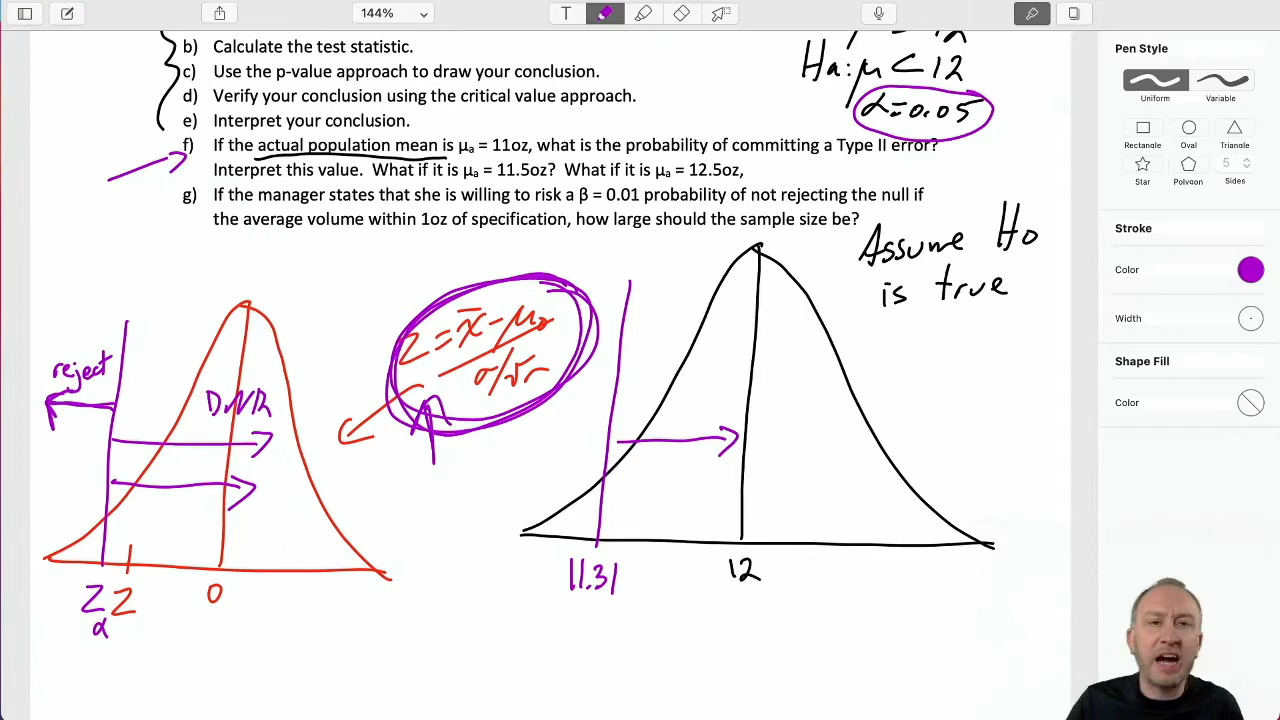 144%
T
b) Calculate the test statistic.
c) Use the p-value approach to draw your conclusion.
d) Verify your conclusion using the critical value approach.
e) Interpret your conclusion.
f) If the actual population mean is μₐ = 11oz, what is the probability of committing a Type II error?
Interpret this value. What if it is μₐ = 11.5oz? What if it is μₐ = 12.5oz,
g) If the manager states that she is willing to risk a β = 0.01 probability of not rejecting the null if
the average volume within 1oz of specification, how large should the sample size be?
Ha: μ < 12
α = 0.05
Assume H₀
is true
reject
DNR
Z = x̄ - μ₀
σ/√n
Zα
Z
0
11.31
12
Pen Style
Uniform
Variable
Rectangle
Oval
Triangle
Star
Polygon
5
Sides
Stroke
Color
Width
Shape Fill
Color